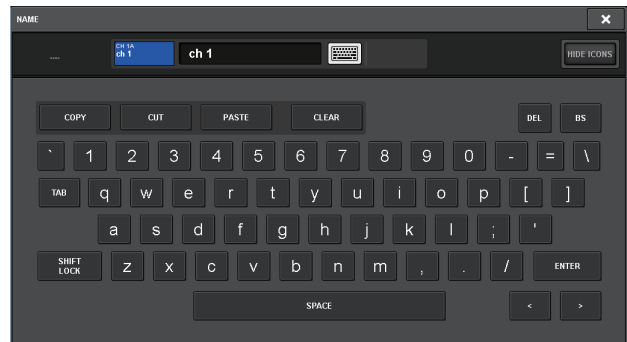 NAME ×
---- CH 1A
ch 1 ch 1 HIDE ICONS
COPY CUT PASTE CLEAR DEL BS
` 1 2 3 4 5 6 7 8 9 0 - = \
TAB q w e r t y u i o p [ ]
a s d f g h j k l ; '
SHIFT
LOCK z x c v b n m , . / ENTER
SPACE < >